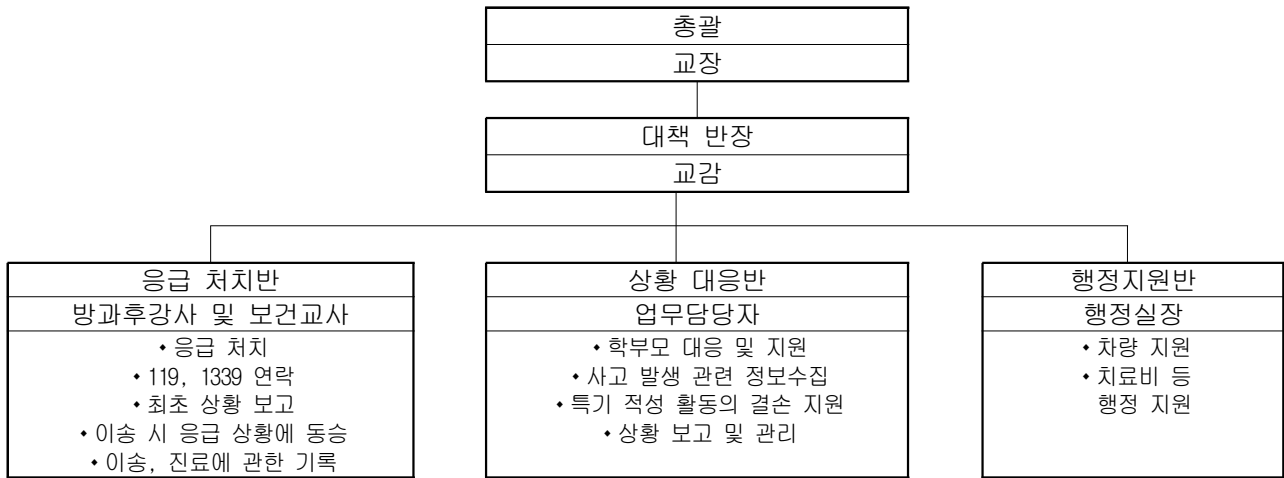 총괄
교장
대책 반장
교감
응급 처치반
방과후강사 및 보건교사
◆응급 처치
◆119, 1339 연락
◆최초 상황 보고
◆이송 시 응급 상황에 동승
◆이송, 진료에 관한 기록
상황 대응반
업무담당자
◆학부모 대응 및 지원
◆사고 발생 관련 정보수집
◆특기 적성 활동의 결손 지원
◆상황 보고 및 관리
행정지원반
행정실장
◆차량 지원
◆치료비 등
행정 지원